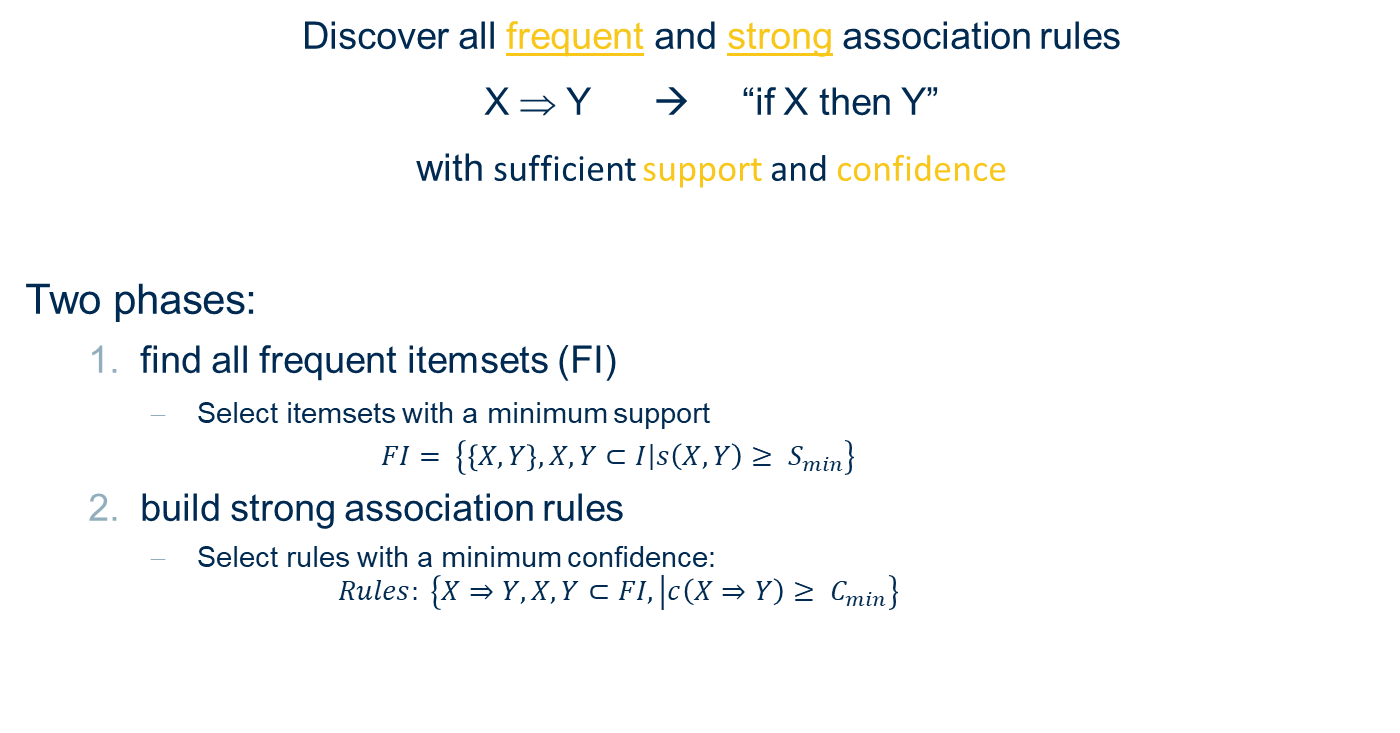 Discover all frequent and strong association rules
X ⇒ Y → “if X then Y”
with sufficient support and confidence
Two phases:
1. find all frequent itemsets (FI)
– Select itemsets with a minimum support
FI = {{X, Y}, X, Y ⊂ I|s(X, Y) ≥ Smin}
2. build strong association rules
– Select rules with a minimum confidence:
Rules: {X ⇒ Y, X, Y ⊂ FI, |c(X ⇒ Y) ≥ Cmin}